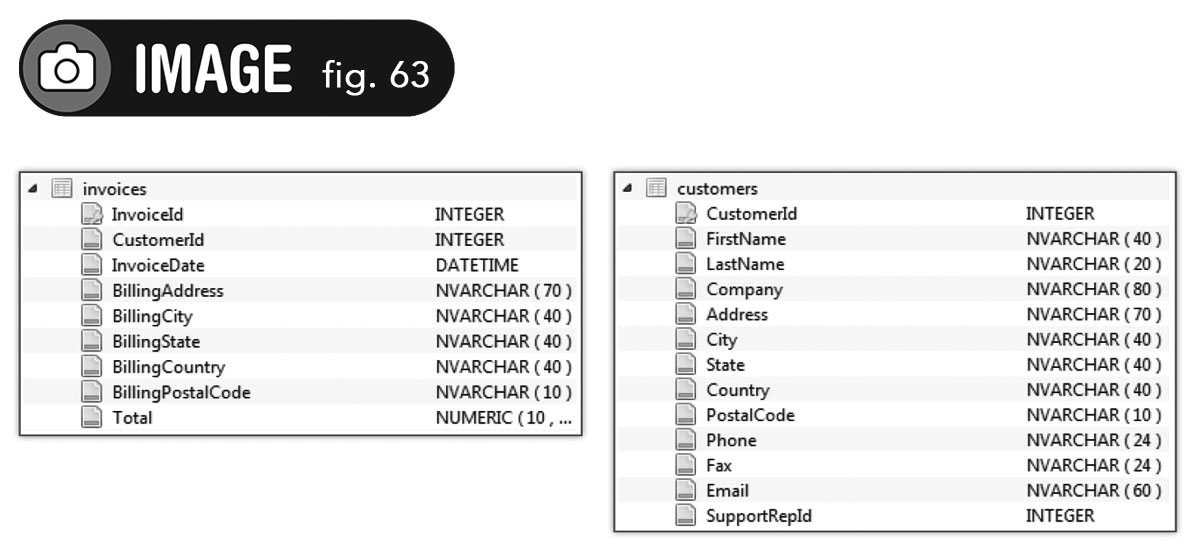 IMAGE fig. 63
invoices
InvoiceId INTEGER
CustomerId INTEGER
InvoiceDate DATETIME
BillingAddress NVARCHAR ( 70 )
BillingCity NVARCHAR ( 40 )
BillingState NVARCHAR ( 40 )
BillingCountry NVARCHAR ( 40 )
BillingPostalCode NVARCHAR ( 10 )
Total NUMERIC ( 10 , ...
customers
CustomerId INTEGER
FirstName NVARCHAR ( 40 )
LastName NVARCHAR ( 20 )
Company NVARCHAR ( 80 )
Address NVARCHAR ( 70 )
City NVARCHAR ( 40 )
State NVARCHAR ( 40 )
Country NVARCHAR ( 40 )
PostalCode NVARCHAR ( 10 )
Phone NVARCHAR ( 24 )
Fax NVARCHAR ( 24 )
Email NVARCHAR ( 60 )
SupportRepId INTEGER